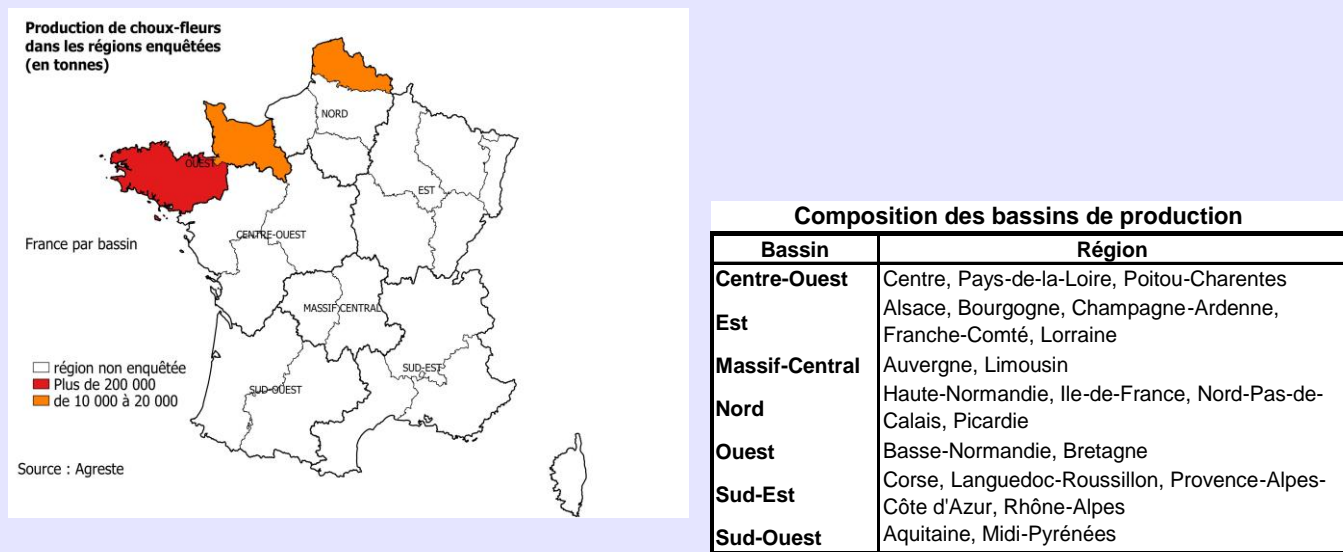 Production de choux-fleurs
dans les régions enquêtées
(en tonnes)
NORD
OUEST
EST
France par bassin
CENTRE-OUEST
MASSIF CENTRAL
SUD-EST
SUD-OUEST
région non enquêtée
Plus de 200 000
de 10 000 à 20 000
Source : Agreste
Composition des bassins de production
Bassin Région
Centre-Ouest Centre, Pays-de-la-Loire, Poitou-Charentes
Est Alsace, Bourgogne, Champagne-Ardenne,
Franche-Comté, Lorraine
Massif-Central Auvergne, Limousin
Nord Haute-Normandie, Ile-de-France, Nord-Pas-de-
Calais, Picardie
Ouest Basse-Normandie, Bretagne
Sud-Est Corse, Languedoc-Roussillon, Provence-Alpes-
Côte d'Azur, Rhône-Alpes
Sud-Ouest Aquitaine, Midi-Pyrénées